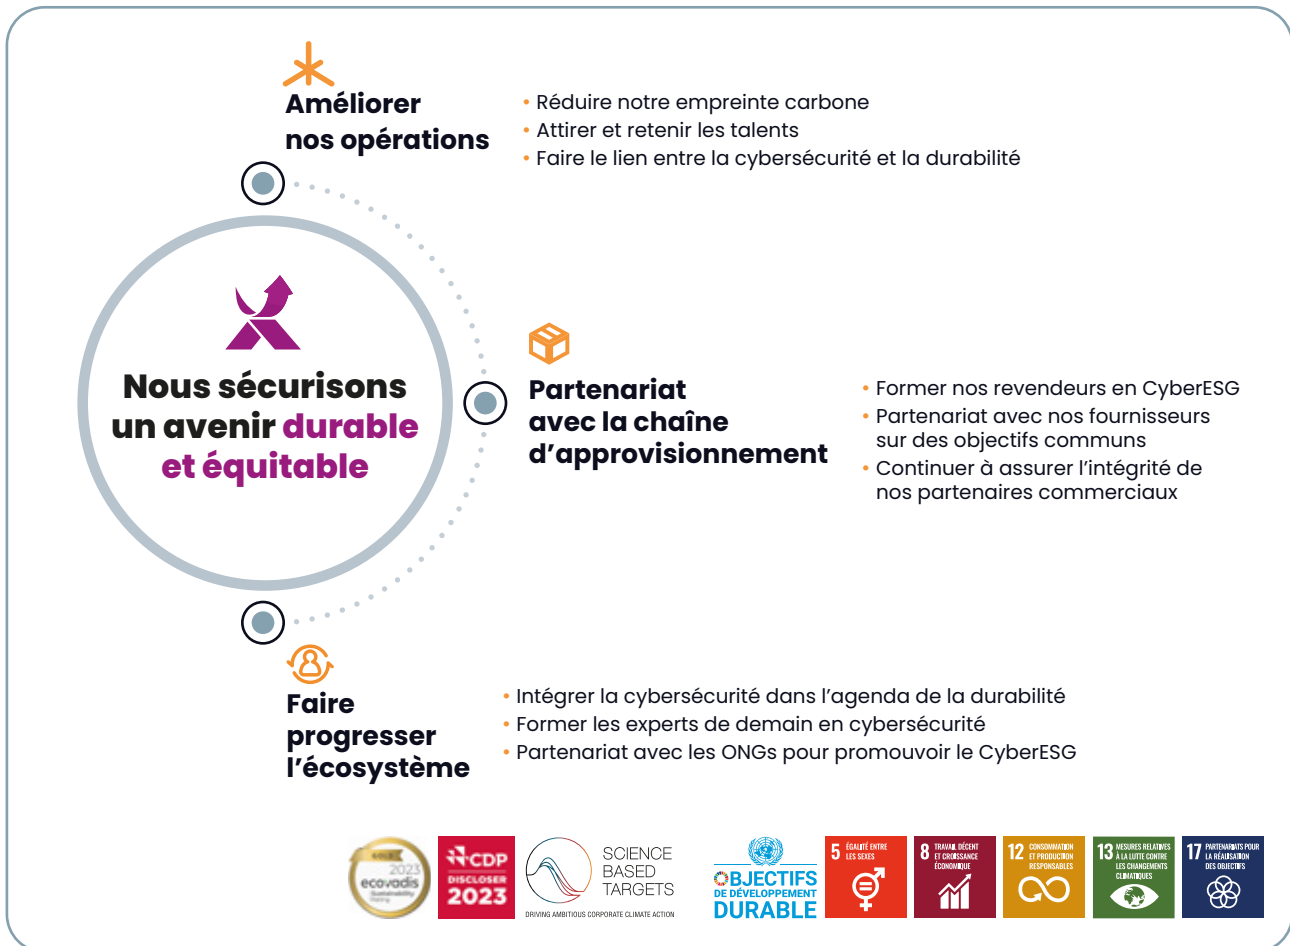 Améliorer
nos opérations
• Réduire notre empreinte carbone
• Attirer et retenir les talents
• Faire le lien entre la cybersécurité et la durabilité
Nous sécurisons
un avenir durable
et équitable
Partenariat
avec la chaîne
d’approvisionnement
• Former nos revendeurs en CyberESG
• Partenariat avec nos fournisseurs
sur des objectifs communs
• Continuer à assurer l’intégrité de
nos partenaires commerciaux
Faire
progresser
l’écosystème
• Intégrer la cybersécurité dans l’agenda de la durabilité
• Former les experts de demain en cybersécurité
• Partenariat avec les ONGs pour promouvoir le CyberESG
GOLD
2023
ecovadis
Sustainability
Rating
CDP
DISCLOSER
2023
SCIENCE
BASED
TARGETS
DRIVING AMBITIOUS CORPORATE CLIMATE ACTION
OBJECTIFS
DE DÉVELOPPEMENT
DURABLE
5 ÉGALITÉ ENTRE
LES SEXES
8 TRAVAIL DÉCENT
ET CROISSANCE
ÉCONOMIQUE
12 CONSOMMATION
ET PRODUCTION
RESPONSABLES
13 MESURES RELATIVES
À LA LUTTE CONTRE
LES CHANGEMENTS
CLIMATIQUES
17 PARTENARIATS POUR
LA RÉALISATION
DES OBJECTIFS